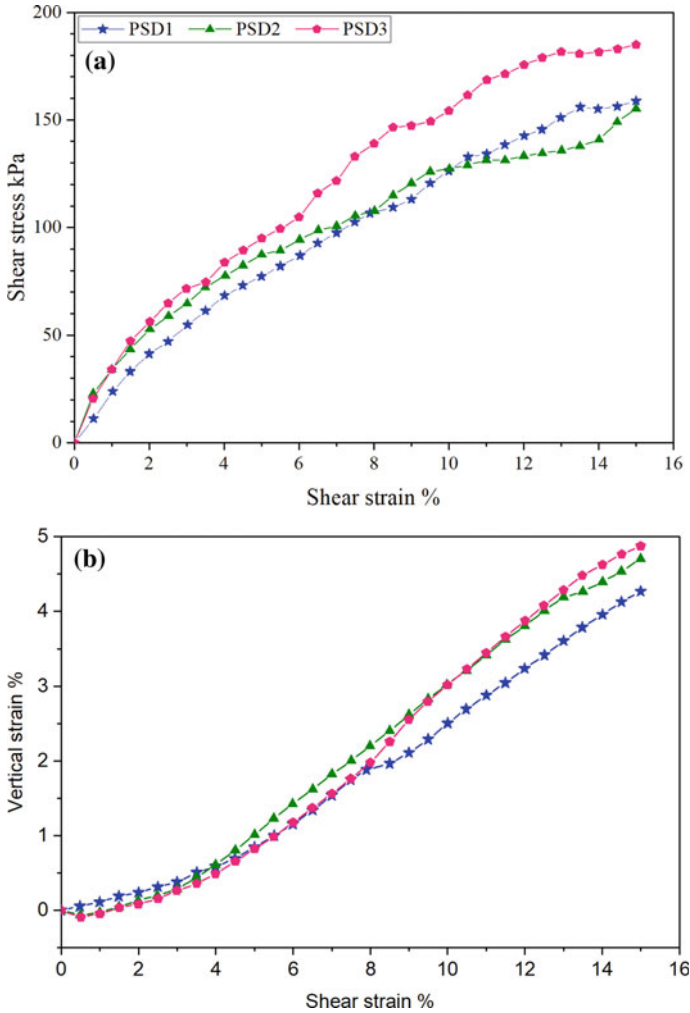 200
PSD1 PSD2 PSD3
(a)
150
100
50
0
Shear stress kPa
0 2 4 6 8 10 12 14 16
Shear strain %
5
(b)
4
3
2
1
0
Vertical strain %
0 2 4 6 8 10 12 14 16
Shear strain %